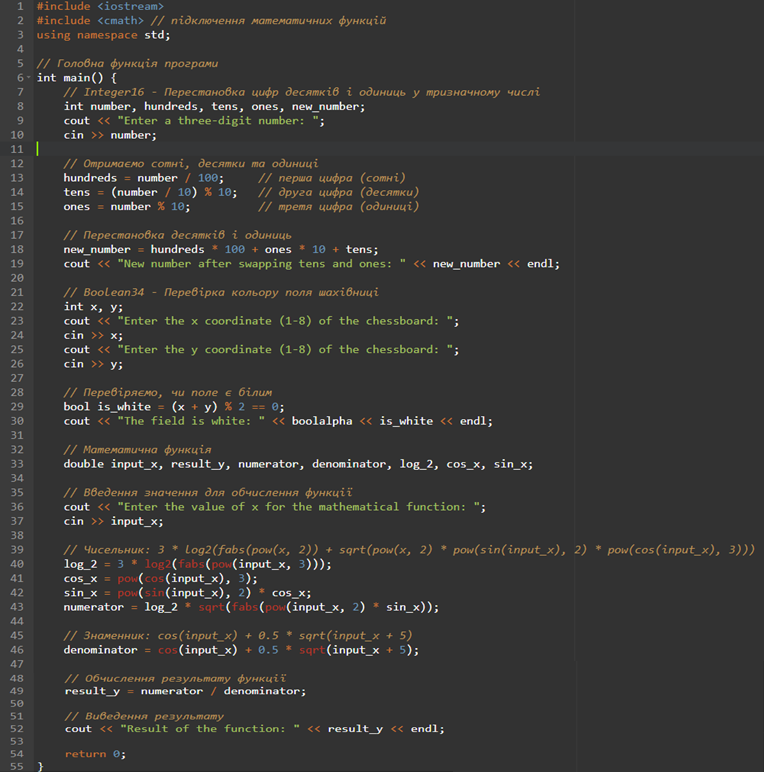 1 #include <iostream>
2 #include <cmath> // підключення математичних функцій
3 using namespace std;
4
5 // Головна функція програми
6 int main() {
7 // Integer16 - Перестановка цифр десятків і одиниць у тризначному числі
8 int number, hundreds, tens, ones, new_number;
9 cout << "Enter a three-digit number: ";
10 cin >> number;
11
12 // Отримаємо сотні, десятки та одиниці
13 hundreds = number / 100; // перша цифра (сотні)
14 tens = (number / 10) % 10; // друга цифра (десятки)
15 ones = number % 10; // третя цифра (одиниці)
16
17 // Перестановка десятків і одиниць
18 new_number = hundreds * 100 + ones * 10 + tens;
19 cout << "New number after swapping tens and ones: " << new_number << endl;
20
21 // Boolean34 - Перевірка кольору поля шахівниці
22 int x, y;
23 cout << "Enter the x coordinate (1-8) of the chessboard: ";
24 cin >> x;
25 cout << "Enter the y coordinate (1-8) of the chessboard: ";
26 cin >> y;
27
28 // Перевіряємо, чи поле є білим
29 bool is_white = (x + y) % 2 == 0;
30 cout << "The field is white: " << boolalpha << is_white << endl;
31
32 // Математична функція
33 double input_x, result_y, numerator, denominator, log_2, cos_x, sin_x;
34
35 // Введення значення для обчислення функції
36 cout << "Enter the value of x for the mathematical function: ";
37 cin >> input_x;
38
39 // Чисельник: 3 * log2(fabs(pow(x, 2)) + sqrt(pow(x, 2) * pow(sin(input_x), 2) * pow(cos(input_x), 3)))
40 log_2 = 3 * log2(fabs(pow(input_x, 3)));
41 cos_x = pow(cos(input_x), 3);
42 sin_x = pow(sin(input_x), 2) * cos_x;
43 numerator = log_2 * sqrt(fabs(pow(input_x, 2) * sin_x));
44
45 // Знаменник: cos(input_x) + 0.5 * sqrt(input_x + 5)
46 denominator = cos(input_x) + 0.5 * sqrt(input_x + 5);
47
48 // Обчислення результату функції
49 result_y = numerator / denominator;
50
51 // Виведення результату
52 cout << "Result of the function: " << result_y << endl;
53
54 return 0;
55 }